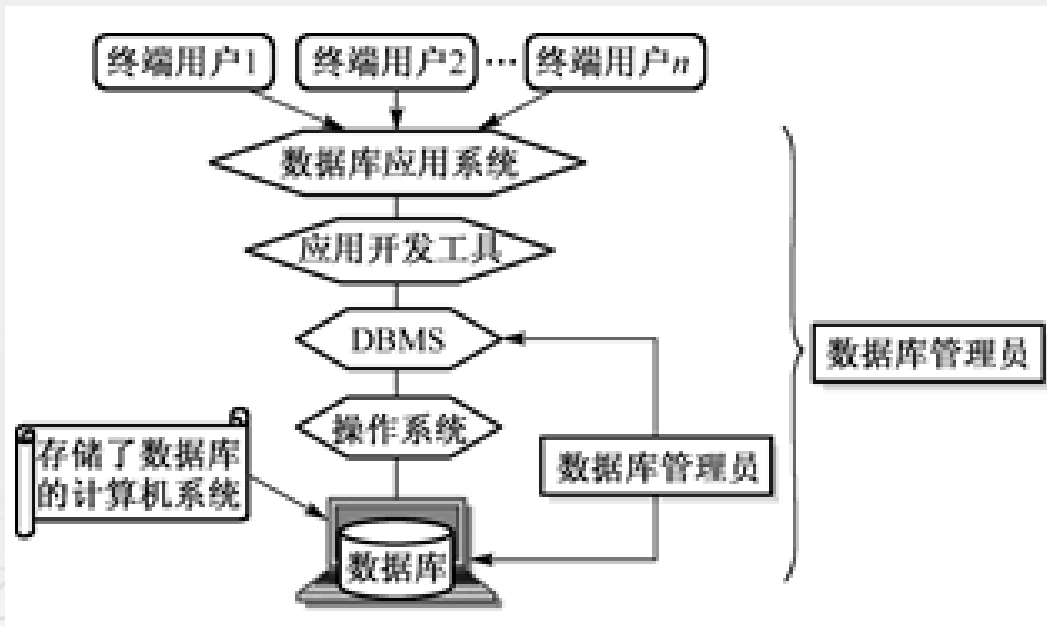 终端用户1
终端用户2
…
终端用户n
数据库应用系统
应用开发工具
DBMS
数据库管理员
操作系统
存储了数据库
的计算机系统
数据库管理员
数据库